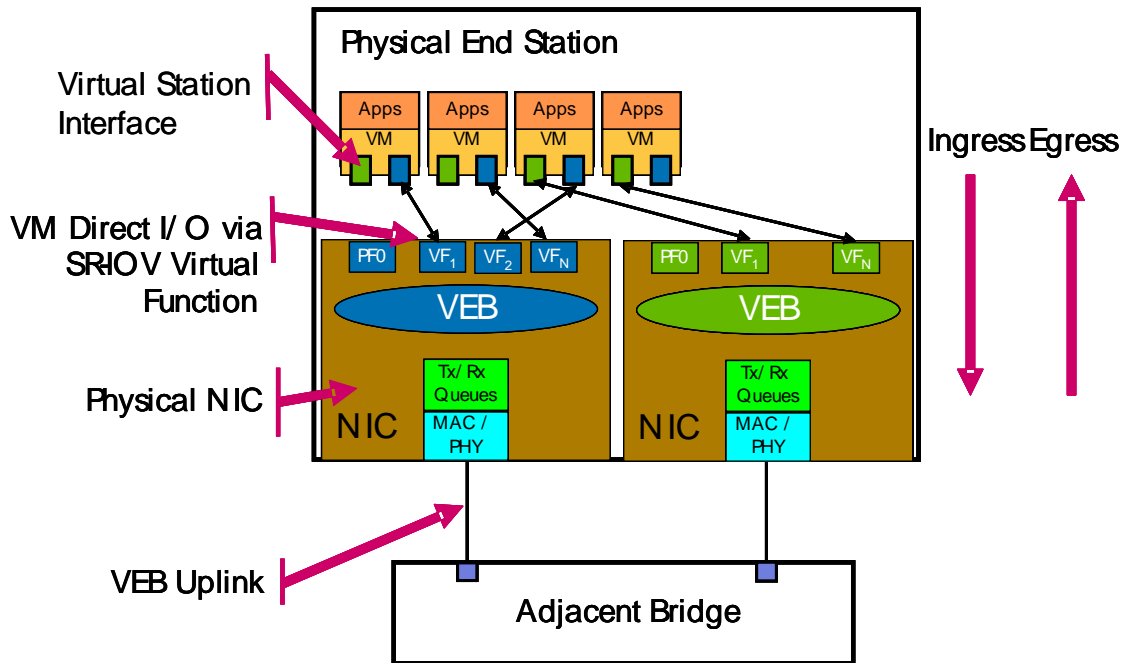 Physical End Station
Virtual Station
Interface
Apps Apps Apps Apps
VM VM VM VM
Ingress Egress
VM Direct I/O via
SR-IOV Virtual
Function
PF0 VF1 VF2 VFN
PF0 VF1 VFN
VEB
VEB
Physical NIC
Tx/Rx
Queues
MAC /
PHY
NIC
Tx/Rx
Queues
MAC /
PHY
NIC
VEB Uplink
Adjacent Bridge